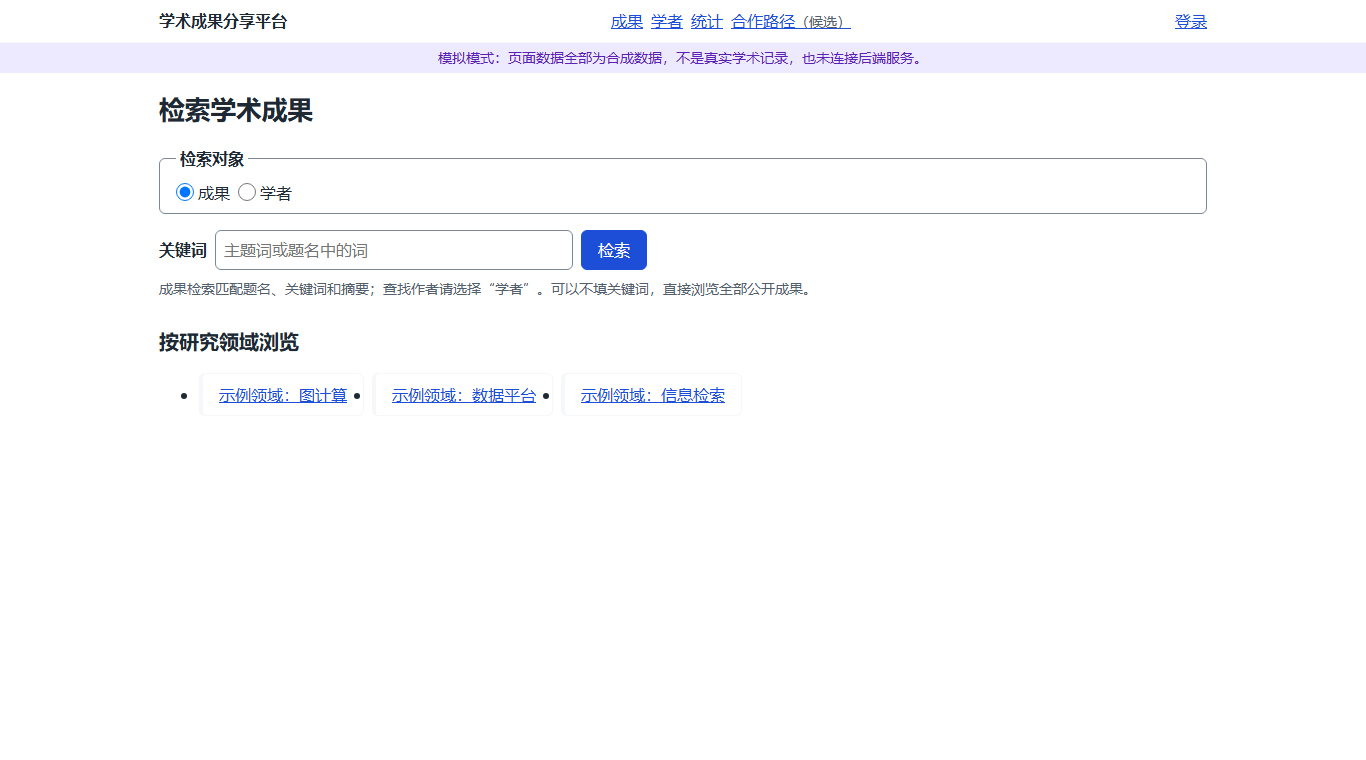 学术成果分享平台
成果 学者 统计 合作路径（候选） 登录
模拟模式：页面数据全部为合成数据，不是真实学术记录，也未连接后端服务。
检索学术成果
检索对象
成果 学者
关键词 主题词或题名中的词 检索
成果检索匹配题名、关键词和摘要；查找作者请选择“学者”。可以不填关键词，直接浏览全部公开成果。
按研究领域浏览
示例领域：图计算 示例领域：数据平台 示例领域：信息检索